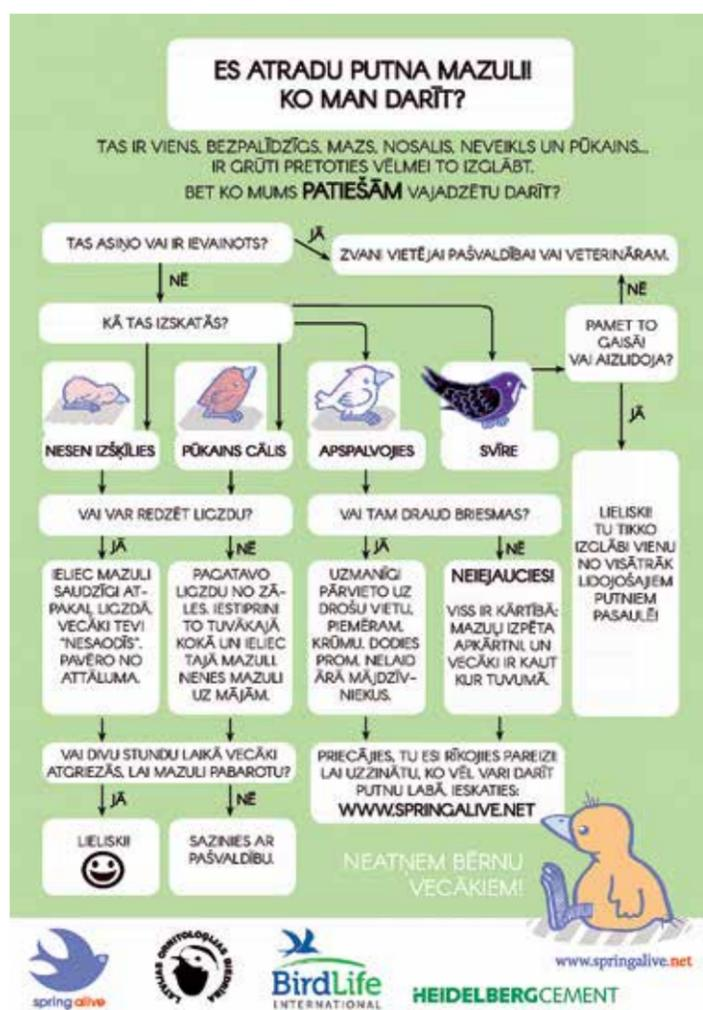 ES ATRADU PUTNA MAZULI!
KO MAN DARĪT?
TAS IR VIENS, BEZPALĪDZĪGS, MAZS, NOSALIS, NEVEIKLS UN PŪKAINS...
IR GRŪTI PRETOTIES VĒLMEI TO IZGLĀBT.
BET KO MUMS PATIEŠĀM VAJADZĒTU DARĪT?
TAS ASIŅO VAI IR IEVAINOTS?
JĀ
ZVANI VIETĒJAI PAŠVALDĪBAI VAI VETERINĀRAM.
NĒ
NĒ
KĀ TAS IZSKATĀS?
PAMET TO
GAISĀ!
VAI AIZLIDOJA?
JĀ
NESEN IZŠĶĪLIES
PŪKAINS CĀLIS
APSPALVOJIES
SVĪRE
VAI VAR REDZĒT LIGZDU?
VAI TAM DRAUD BRIESMAS?
JĀ
NĒ
JĀ
NĒ
IELIEC MAZULI
SAUDZĪGI AT-
PAKAĻ LIGZDĀ.
VECĀKI TEVI
"NESAODĪS".
PAVĒRO NO
ATTĀLUMA.
PAGATAVO
LIGZDU NO ZĀ-
LES. IESTIPRINI
TO TUVĀKAJĀ
KOKĀ UN IELIEC
TAJĀ MAZULI.
NENES MAZULI
UZ MĀJĀM.
UZMANĪGI
PĀRVIETO UZ
DROŠU VIETU,
PIEMĒRAM,
KRŪMU. DODIES
PROM. NELAID
ĀRĀ MĀJDZĪV-
NIEKUS.
NEIEJAUCIES!
VISS IR KĀRTĪBĀ:
MAZUĻI IZPĒTA
APKĀRTNI, UN
VECĀKI IR KAUT
KUR TUVUMĀ.
LIELISKI!
TU TIKKO
IZGLĀBI VIENU
NO VISĀTRĀK
LIDOJOŠAJIEM
PUTNIEM
PASAULĒ!
VAI DIVU STUNDU LAIKĀ VECĀKI
ATGRIEZĀS, LAI MAZULI PABAROTU?
PRIECĀJIES, TU ESI RĪKOJIES PAREIZI!
LAI UZZINĀTU, KO VĒL VARI DARĪT
PUTNU LABĀ, IESKATIES:
WWW.SPRINGALIVE.NET
JĀ
NĒ
LIELISKI!
SAZINIES AR
PAŠVALDĪBU.
NEATŅEM BĒRNU
VECĀKIEM!
www.springalive.net
spring alive
LATVIJAS ORNITOLOĢIJAS BIEDRĪBA
BirdLife
INTERNATIONAL
HEIDELBERGCEMENT